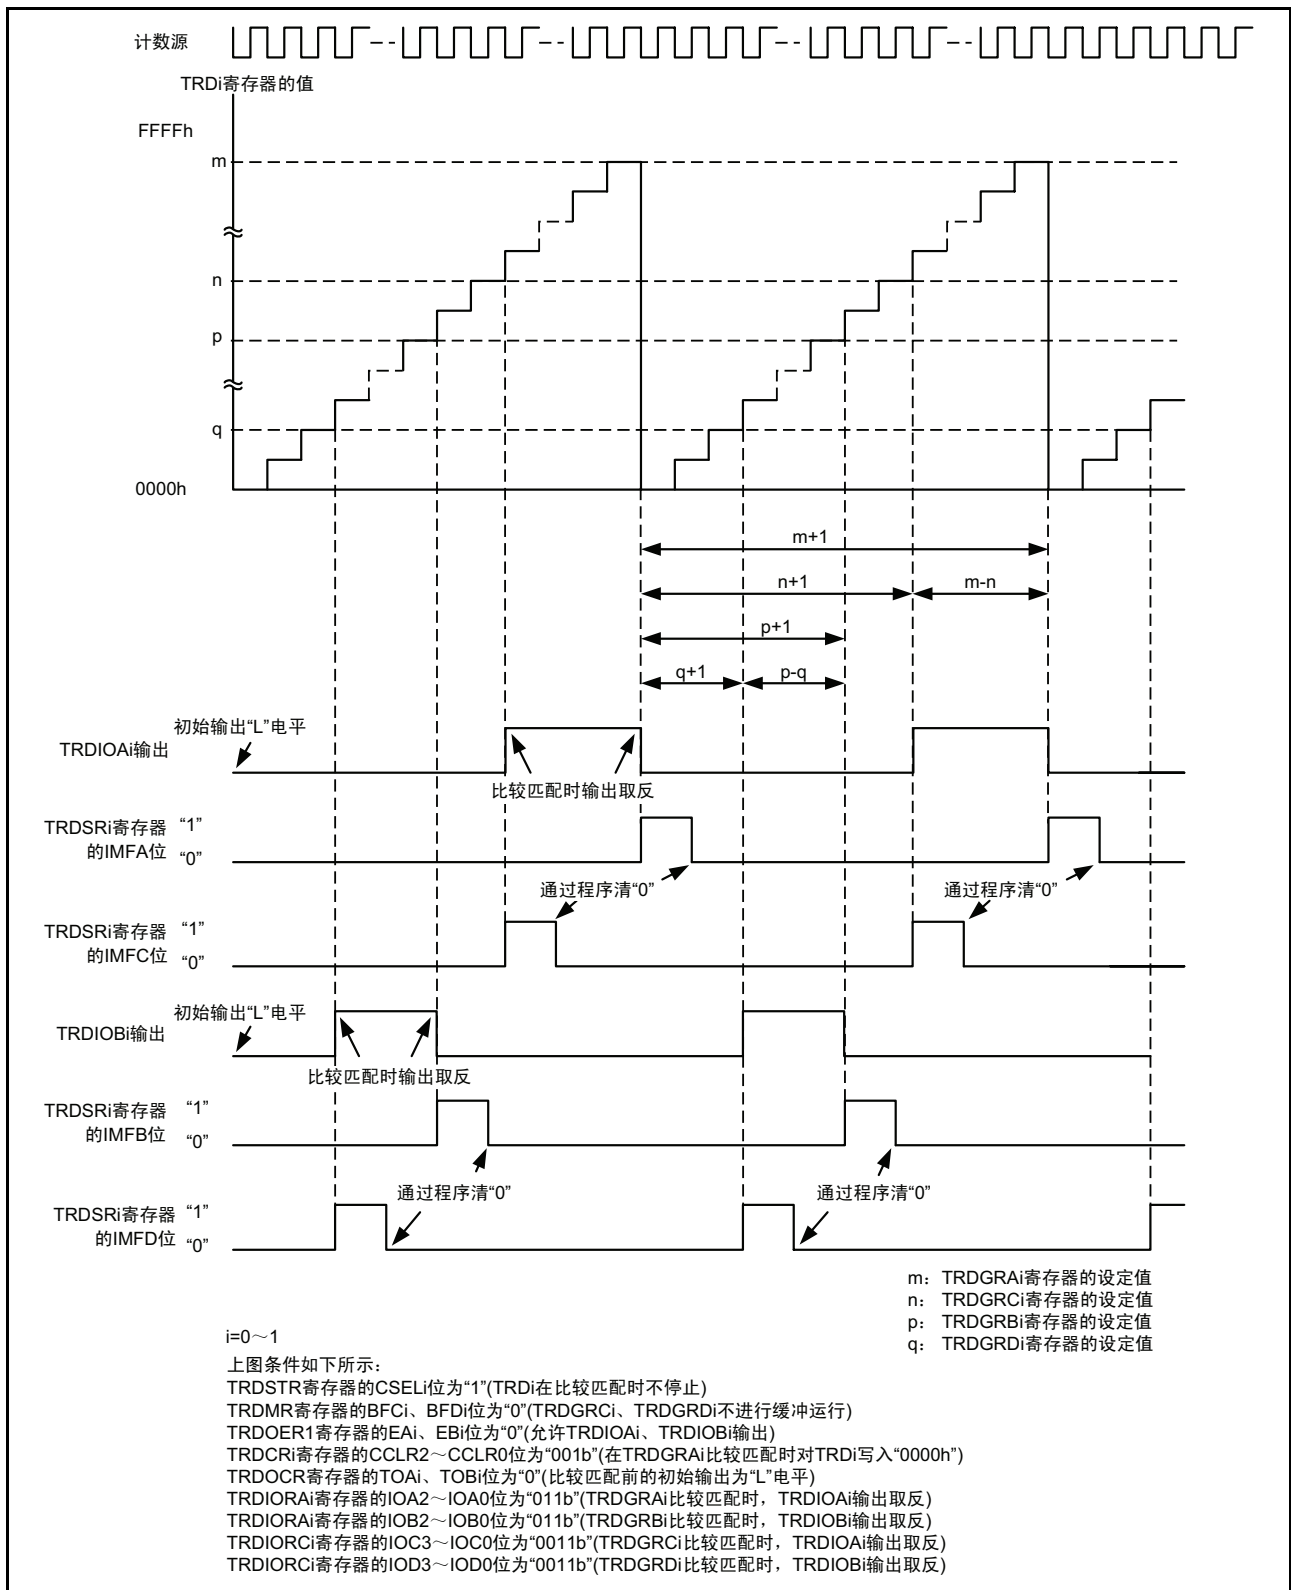 计数源
TRDi寄存器的值
FFFFh
m
n
p
q
0000h
m+1
n+1
m-n
p+1
q+1
p-q
初始输出“L”电平
TRDIOAi输出
比较匹配时输出取反
TRDSRi寄存器
的IMFA位
“1”
“0”
通过程序清“0”
通过程序清“0”
TRDSRi寄存器
的IMFC位
“1”
“0”
初始输出“L”电平
TRDIOBi输出
比较匹配时输出取反
TRDSRi寄存器
的IMFB位
“1”
“0”
通过程序清“0”
通过程序清“0”
TRDSRi寄存器
的IMFD位
“1”
“0”
m：TRDGRAi寄存器的设定值
n：TRDGRCi寄存器的设定值
p：TRDGRBi寄存器的设定值
q：TRDGRDi寄存器的设定值
i=0～1
上图条件如下所示：
TRDSTR寄存器的CSELi位为“1”(TRDi在比较匹配时不停止)
TRDMR寄存器的BFCi、BFDi位为“0”(TRDGRCi、TRDGRDi不进行缓冲运行)
TRDOER1寄存器的EAi、EBi位为“0”(允许TRDIOAi、TRDIOBi输出)
TRDCRi寄存器的CCLR2～CCLR0位为“001b”(在TRDGRAi比较匹配时对TRDi写入“0000h”)
TRDOCR寄存器的TOAi、TOBi位为“0”(比较匹配前的初始输出为“L”电平)
TRDIORAi寄存器的IOA2～IOA0位为“011b”(TRDGRAi比较匹配时，TRDIOAi输出取反)
TRDIORAi寄存器的IOB2～IOB0位为“011b”(TRDGRBi比较匹配时，TRDIOBi输出取反)
TRDIORCi寄存器的IOC3～IOC0位为“0011b”(TRDGRCi比较匹配时，TRDIOAi输出取反)
TRDIORCi寄存器的IOD3～IOD0位为“0011b”(TRDGRDi比较匹配时，TRDIOBi输出取反)